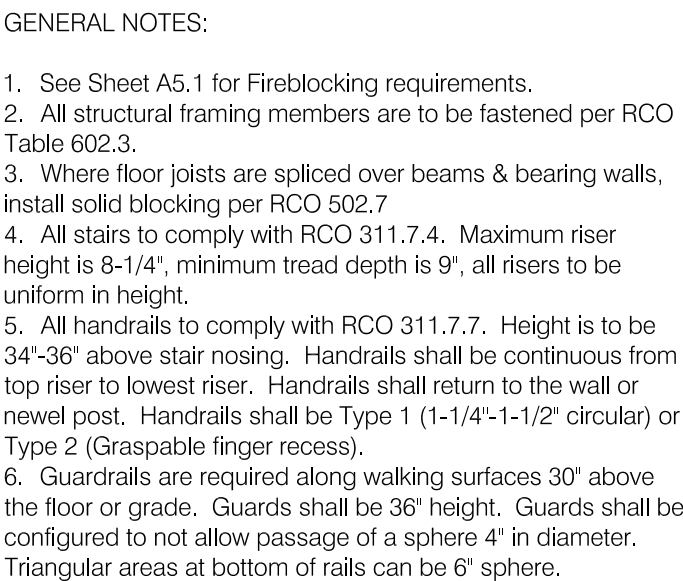 GENERAL NOTES:
1. See Sheet A5.1 for Fireblocking requirements.
2. All structural framing members are to be fastened per RCO
Table 602.3.
3. Where floor joists are spliced over beams & bearing walls,
install solid blocking per RCO 502.7
4. All stairs to comply with RCO 311.7.4. Maximum riser
height is 8-1/4", minimum tread depth is 9", all risers to be
uniform in height.
5. All handrails to comply with RCO 311.7.7. Height is to be
34"-36" above stair nosing. Handrails shall be continuous from
top riser to lowest riser. Handrails shall return to the wall or
newel post. Handrails shall be Type 1 (1-1/4"-1-1/2" circular) or
Type 2 (Graspable finger recess).
6. Guardrails are required along walking surfaces 30" above
the floor or grade. Guards shall be 36" height. Guards shall be
configured to not allow passage of a sphere 4" in diameter.
Triangular areas at bottom of rails can be 6" sphere.